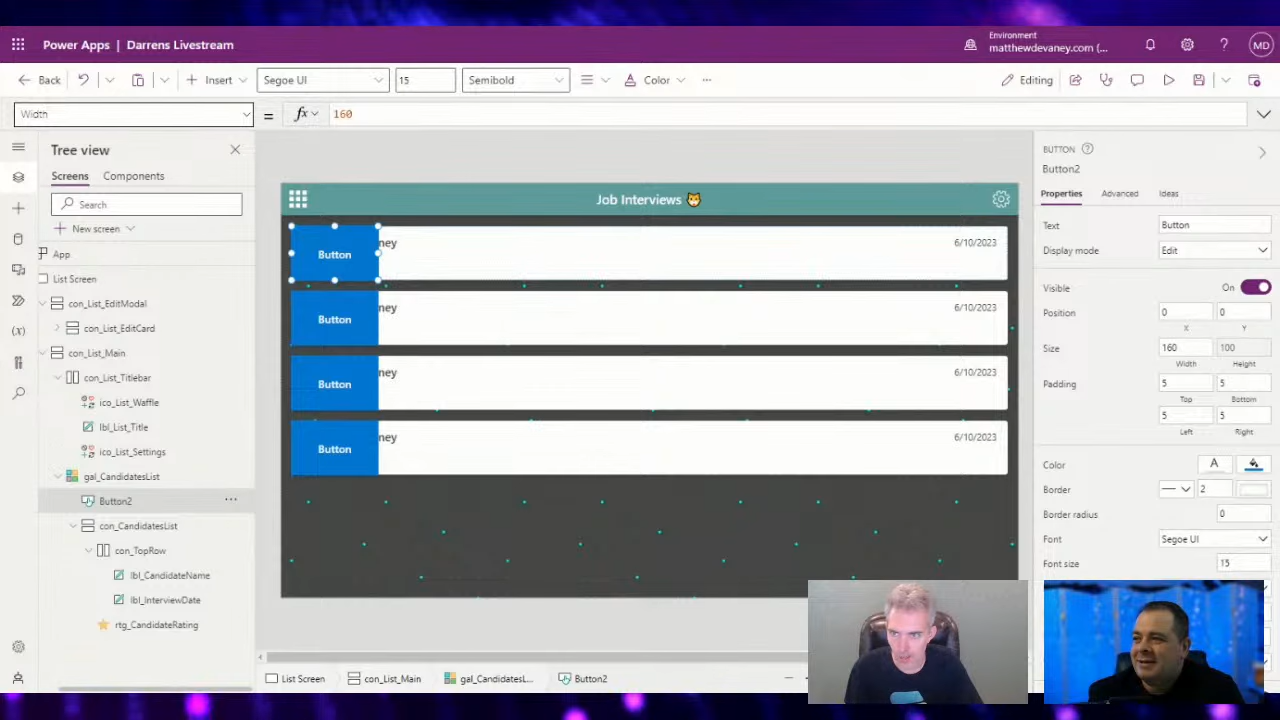 Power Apps | Darrens Livestream
Environment
matthewdevaney.com (...
MD
Back
Insert
Segoe UI
15
Semibold
Color
Editing
Width
=
fx
160
Tree view
Screens
Components
Search
New screen
App
List Screen
con_List_EditModal
con_List_EditCard
con_List_Main
con_List_Titlebar
ico_List_Waffle
lbl_List_Title
ico_List_Settings
gal_CandidatesList
Button2
con_CandidatesList
con_TopRow
lbl_CandidateName
lbl_InterviewDate
rtg_CandidateRating
Job Interviews
Button
ney
6/10/2023
Button
ney
6/10/2023
Button
ney
6/10/2023
Button
ney
6/10/2023
List Screen
con_List_Main
gal_CandidatesL...
Button2
BUTTON
Button2
Properties
Advanced
Ideas
Text
Button
Display mode
Edit
Visible
On
Position
0
0
X
Y
Size
160
100
Width
Height
Padding
5
5
Top
Bottom
5
5
Left
Right
Color
Border
2
Border radius
0
Font
Segoe UI
Font size
15